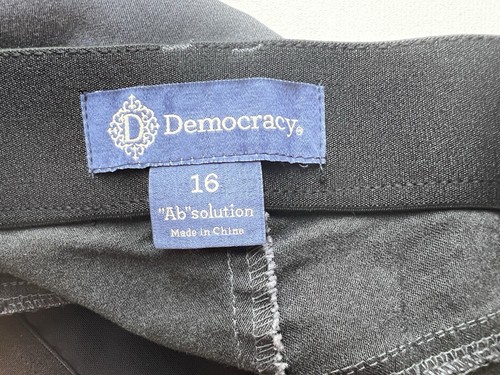 D Democracy®
16
"Ab"solution
Made in China